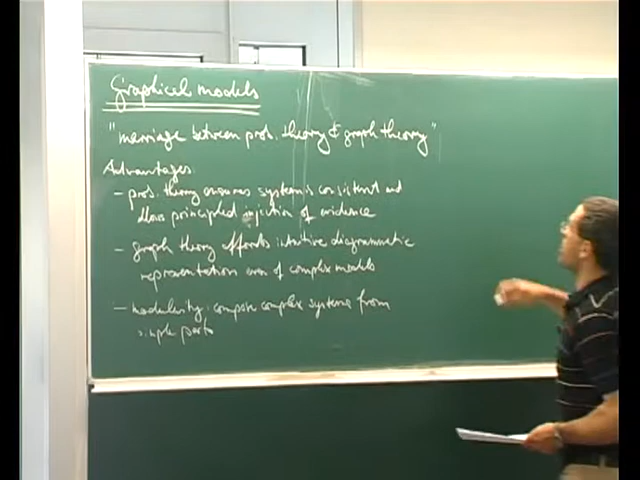 Graphical models
"marriage between prob. theory & graph theory"
Advantages
- prob. theory ensures system is consistent and
allows principled injection of evidence
- graph theory affords intuitive diagrammatic
representation even of complex models
- modularity: compose complex systems from
simple parts